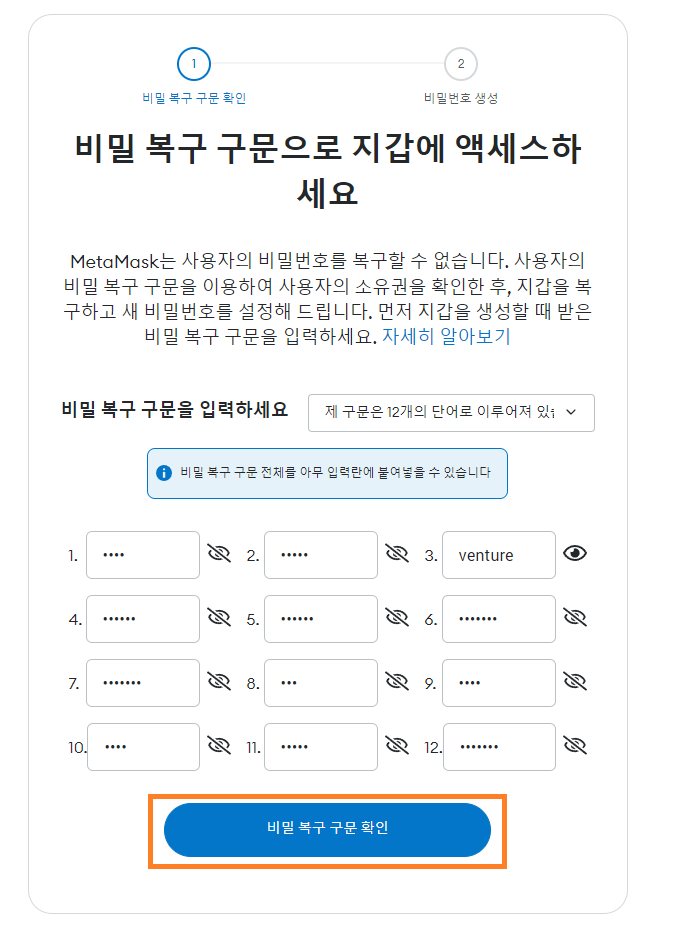 1
2
비밀 복구 구문 확인
비밀번호 생성
비밀 복구 구문으로 지갑에 액세스하
세요
MetaMask는 사용자의 비밀번호를 복구할 수 없습니다. 사용자의
비밀 복구 구문을 이용하여 사용자의 소유권을 확인한 후, 지갑을 복
구하고 새 비밀번호를 설정해 드립니다. 먼저 지갑을 생성할 때 받은
비밀 복구 구문을 입력하세요. 자세히 알아보기
비밀 복구 구문을 입력하세요
제 구문은 12개의 단어로 이루어져 있
비밀 복구 구문 전체를 아무 입력란에 붙여넣을 수 있습니다
1. •••• 2. ••••• 3. venture
4. •••••• 5. •••••• 6. •••••••
7. ••••••• 8. ••• 9. ••••
10. •••• 11. ••••• 12. •••••••
비밀 복구 구문 확인